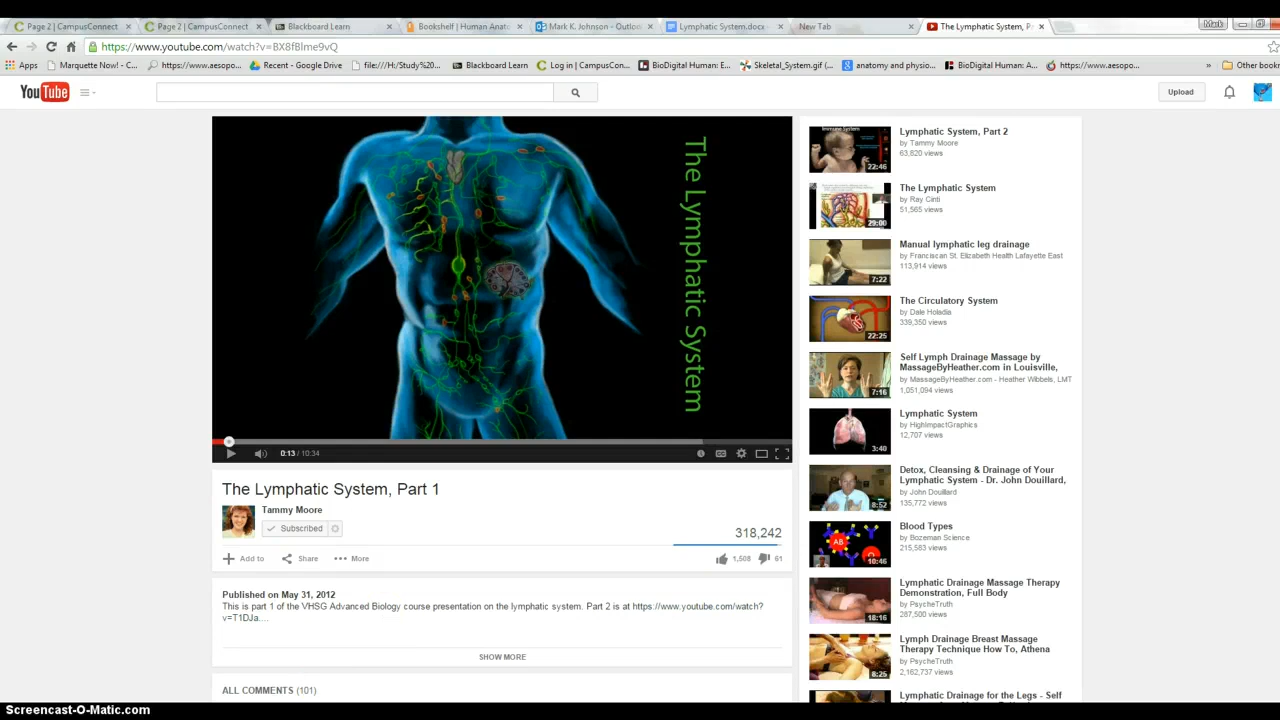 Page 2 | CampusConnect
Page 2 | CampusConnect
Blackboard Learn
Bookshelf | Human Anato
Mark K. Johnson - Outloo
Lymphatic System.docx
New Tab
The Lymphatic System, P
Mark
https://www.youtube.com/watch?v=BX8fBlme9vQ
Apps
Marquette Now! - C...
https://www.aesopo...
Recent - Google Drive
file:///H:/Study%20...
Blackboard Learn
Log in | CampusCon...
BioDigital Human: E...
Skeletal_System.gif (...
anatomy and physio...
BioDigital Human: A...
https://www.aesopo...
»
Other bookr
YouTube
Upload
The Lymphatic System
0:13 / 10:34
The Lymphatic System, Part 1
Tammy Moore
Subscribed
318,242
Add to
Share
More
1,508
61
Published on May 31, 2012
This is part 1 of the VHSG Advanced Biology course presentation on the lymphatic system. Part 2 is at https://www.youtube.com/watch?
v=T1DJa....
SHOW MORE
ALL COMMENTS (101)
Immune System
22:46
Lymphatic System, Part 2
by Tammy Moore
63,820 views
29:00
The Lymphatic System
by Ray Cinti
51,565 views
7:22
Manual lymphatic leg drainage
by Franciscan St. Elizabeth Health Lafayette East
113,914 views
22:25
The Circulatory System
by Dale Holadia
339,350 views
7:16
Self Lymph Drainage Massage by
MassageByHeather.com in Louisville,
by MassageByHeather.com - Heather Wibbels, LMT
1,051,094 views
3:40
Lymphatic System
by HighImpactGraphics
12,707 views
8:52
Detox, Cleansing & Drainage of Your
Lymphatic System - Dr. John Douillard,
by John Douillard
135,772 views
AB
O
10:46
Blood Types
by Bozeman Science
215,583 views
18:16
Lymphatic Drainage Massage Therapy
Demonstration, Full Body
by PsycheTruth
287,500 views
8:25
Lymph Drainage Breast Massage
Therapy Technique How To, Athena
by PsycheTruth
2,162,737 views
Lymphatic Drainage for the Legs - Self
Screencast-O-Matic.com